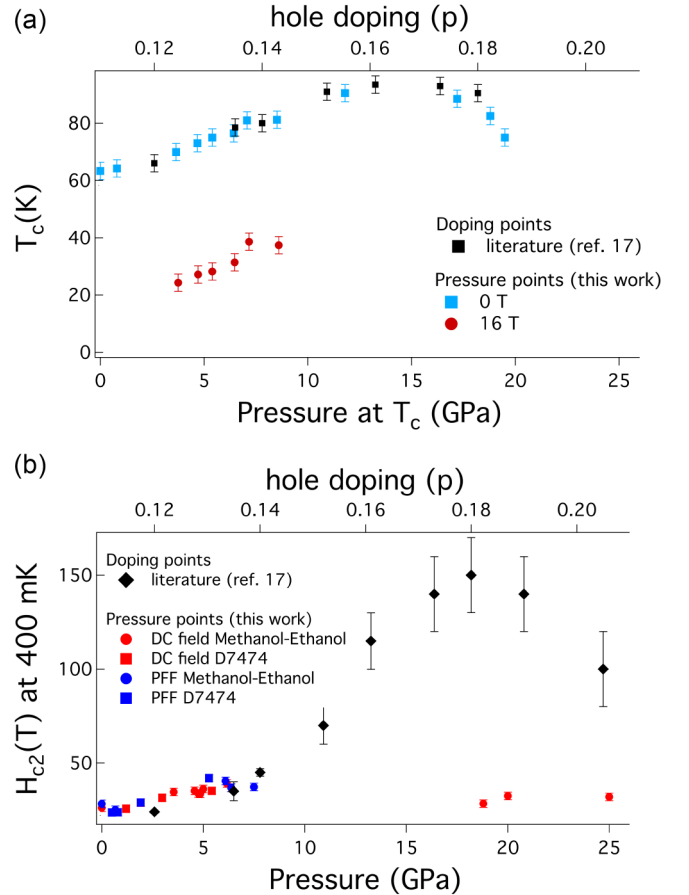 (a)
hole doping (p)
0.12 0.14 0.16 0.18 0.20
80
60
40
20
0
Tc(K)
Doping points
literature (ref. 17)
Pressure points (this work)
0 T
16 T
0 5 10 15 20 25
Pressure at Tc (GPa)
(b)
hole doping (p)
0.12 0.14 0.16 0.18 0.20
150
100
50
Hc2(T) at 400 mK
Doping points
literature (ref. 17)
Pressure points (this work)
DC field Methanol-Ethanol
DC field D7474
PFF Methanol-Ethanol
PFF D7474
0 5 10 15 20 25
Pressure (GPa)